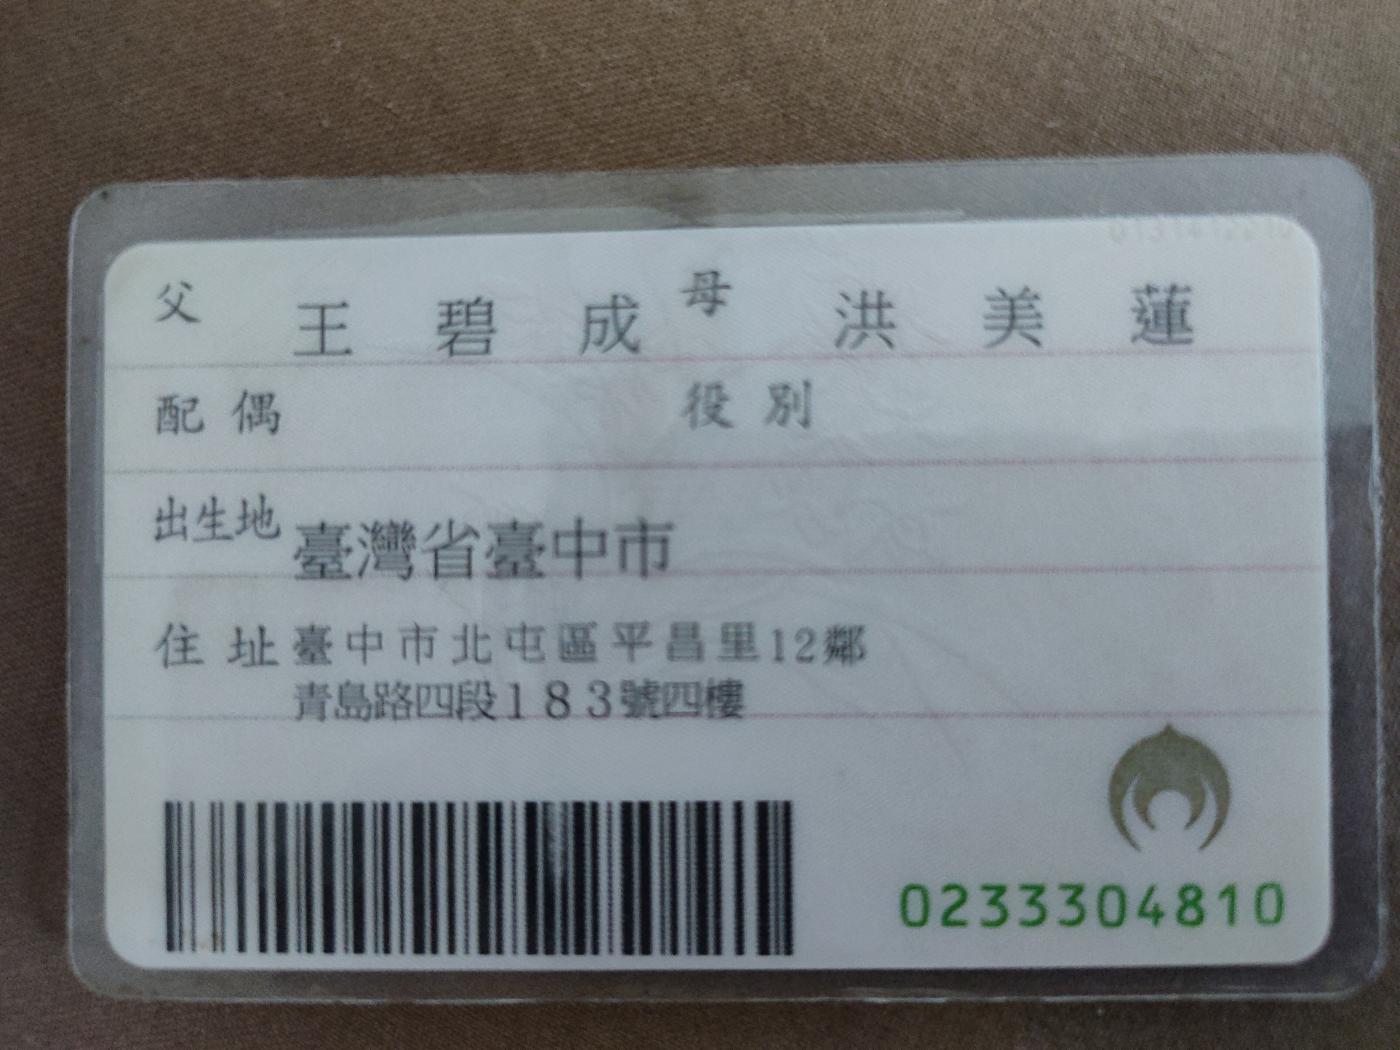 父 王碧成 母 洪美蓮
配偶 役別
出生地 臺灣省臺中市
住址 臺中市北屯區平昌里12鄰
青島路四段183號四樓
0233304810